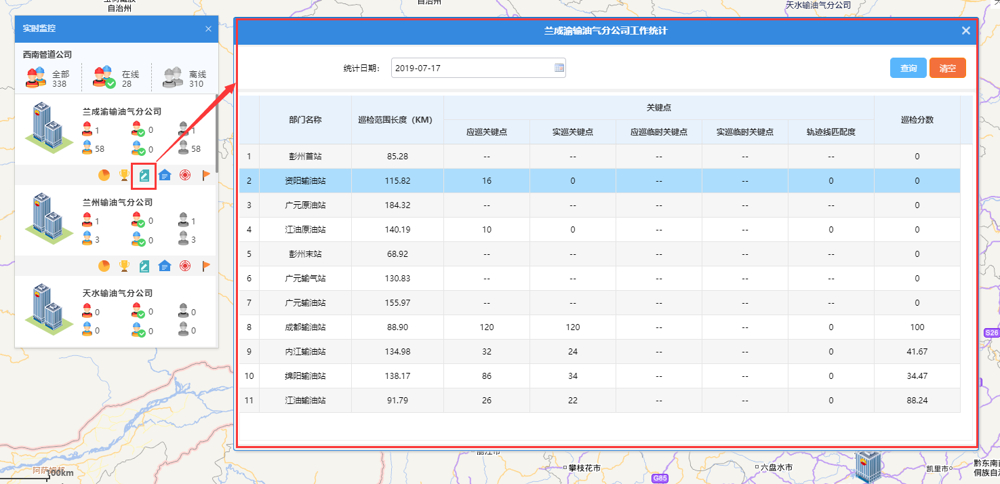 自治州
自治州
天水输油气分公司
实时监控
西南管道公司
全部
338
在线
28
离线
310
兰成渝输油气分公司
1 0 1
58 0 58
兰州输油气分公司
1 0 1
3 0 3
天水输油气分公司
0 0 0
0 0 0
兰成渝输油气分公司工作统计
统计日期: 2019-07-17 查询 清空
部门名称 巡检范围长度（KM） 关键点 巡检分数
应巡关键点 实巡关键点 应巡临时关键点 实巡临时关键点 轨迹线匹配度
1 彭州首站 85.28 -- -- -- -- -- 0
2 资阳输油站 115.82 16 0 -- -- 0 0
3 广元原油站 184.32 -- -- -- -- -- 0
4 江油原油站 140.19 10 0 -- -- 0 0
5 彭州末站 68.92 -- -- -- -- -- 0
6 广元输气站 130.83 -- -- -- -- -- 0
7 广元输油站 155.97 -- -- -- -- -- 0
8 成都输油站 88.90 120 120 -- -- 0 100
9 内江输油站 134.98 32 24 -- -- 0 41.67
10 绵阳输油站 138.17 86 34 -- -- 0 34.47
11 江油输油站 91.79 26 22 -- -- 0 88.24
S26
丽江市
攀枝花市
G85
六盘水市
凯里市
黔东南
侗族自
100km